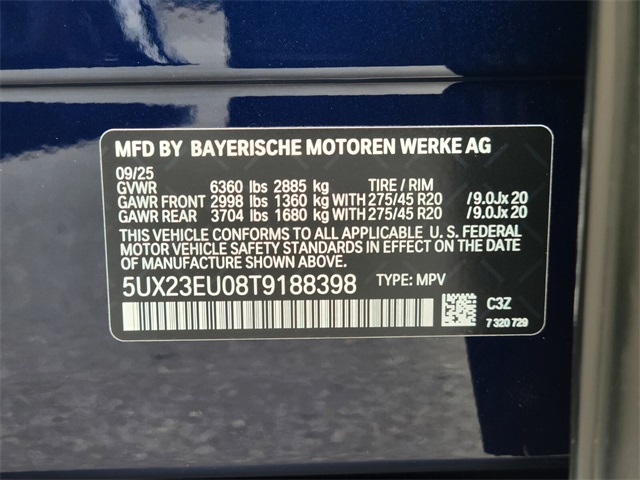 MFD BY BAYERISCHE MOTOREN WERKE AG
09/25
GVWR 6360 lbs 2885 kg TIRE / RIM
GAWR FRONT 2998 lbs 1360 kg WITH 275/45 R20 /9.0Jx20
GAWR REAR 3704 lbs 1680 kg WITH 275/45 R20 /9.0Jx20
THIS VEHICLE CONFORMS TO ALL APPLICABLE U. S. FEDERAL
MOTOR VEHICLE SAFETY STANDARDS IN EFFECT ON THE DATE
OF MANUFACTURE SHOWN ABOVE.
5UX23EU08T9188398 TYPE: MPV
C3Z
7 320 729